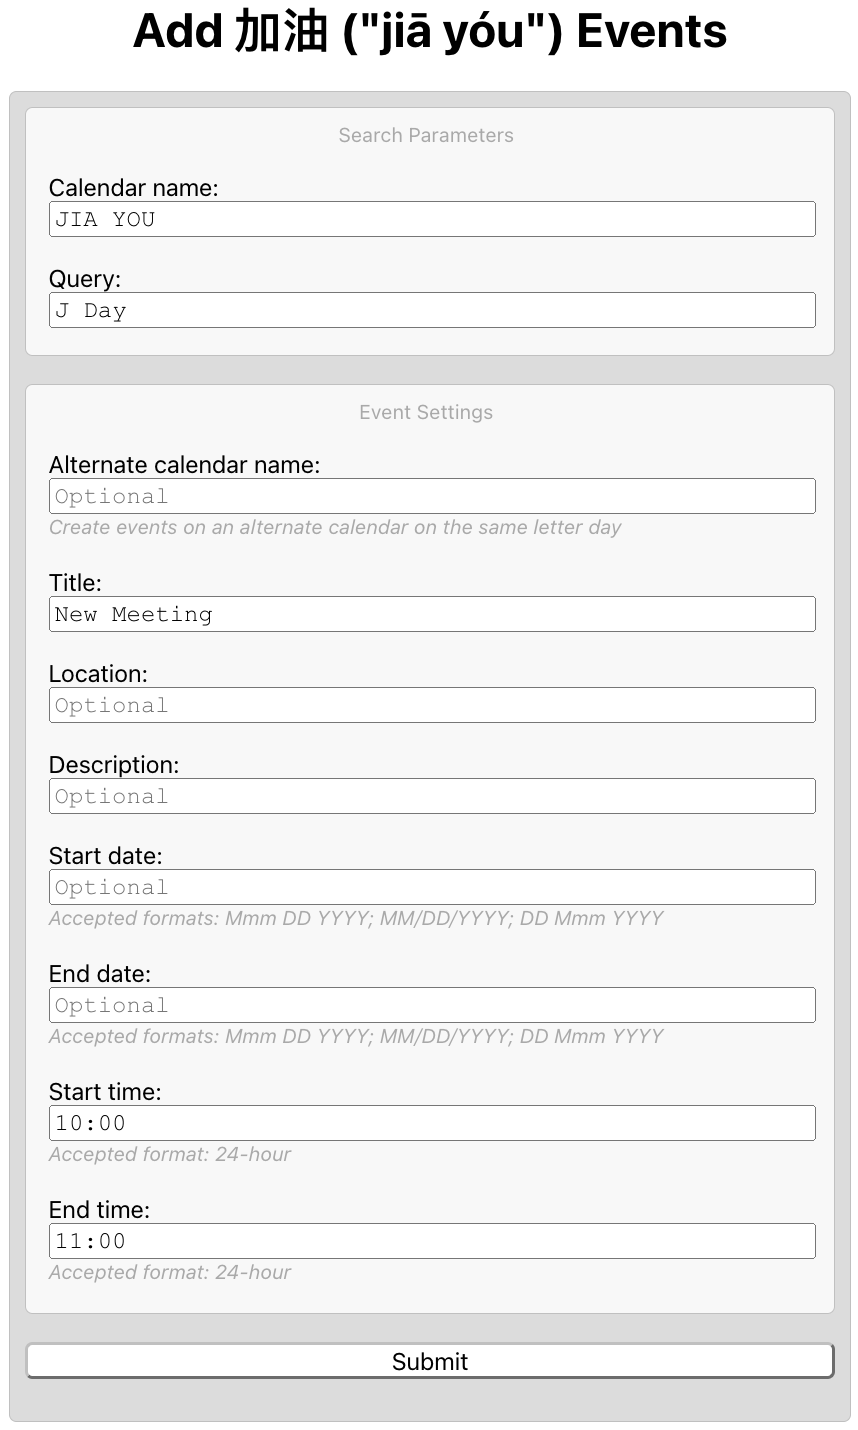 Add 加油 ("jiā yóu") Events
Search Parameters
Calendar name:
JIA YOU
Query:
J Day
Event Settings
Alternate calendar name:
Optional
Create events on an alternate calendar on the same letter day
Title:
New Meeting
Location:
Optional
Description:
Optional
Start date:
Optional
Accepted formats: Mmm DD YYYY; MM/DD/YYYY; DD Mmm YYYY
End date:
Optional
Accepted formats: Mmm DD YYYY; MM/DD/YYYY; DD Mmm YYYY
Start time:
10:00
Accepted format: 24-hour
End time:
11:00
Accepted format: 24-hour
Submit